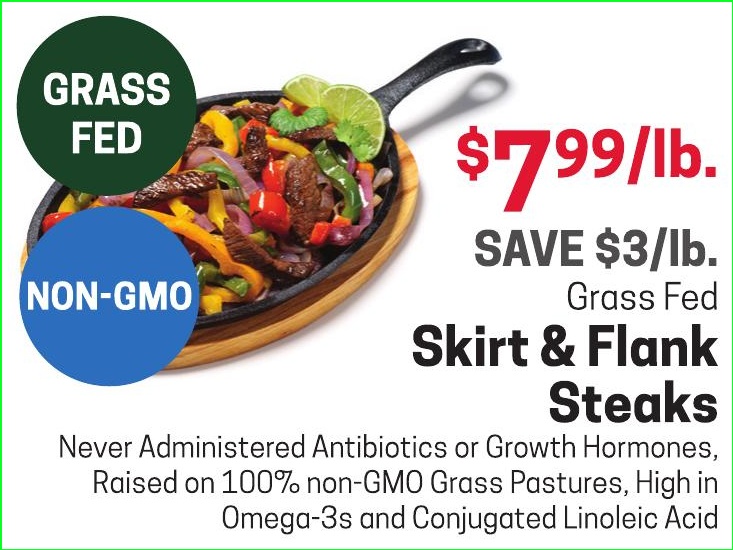 GRASS
FED
NON-GMO
$7.99/lb.
SAVE $3/lb.
Grass Fed
Skirt & Flank
Steaks
Never Administered Antibiotics or Growth Hormones,
Raised on 100% non-GMO Grass Pastures, High in
Omega-3s and Conjugated Linoleic Acid